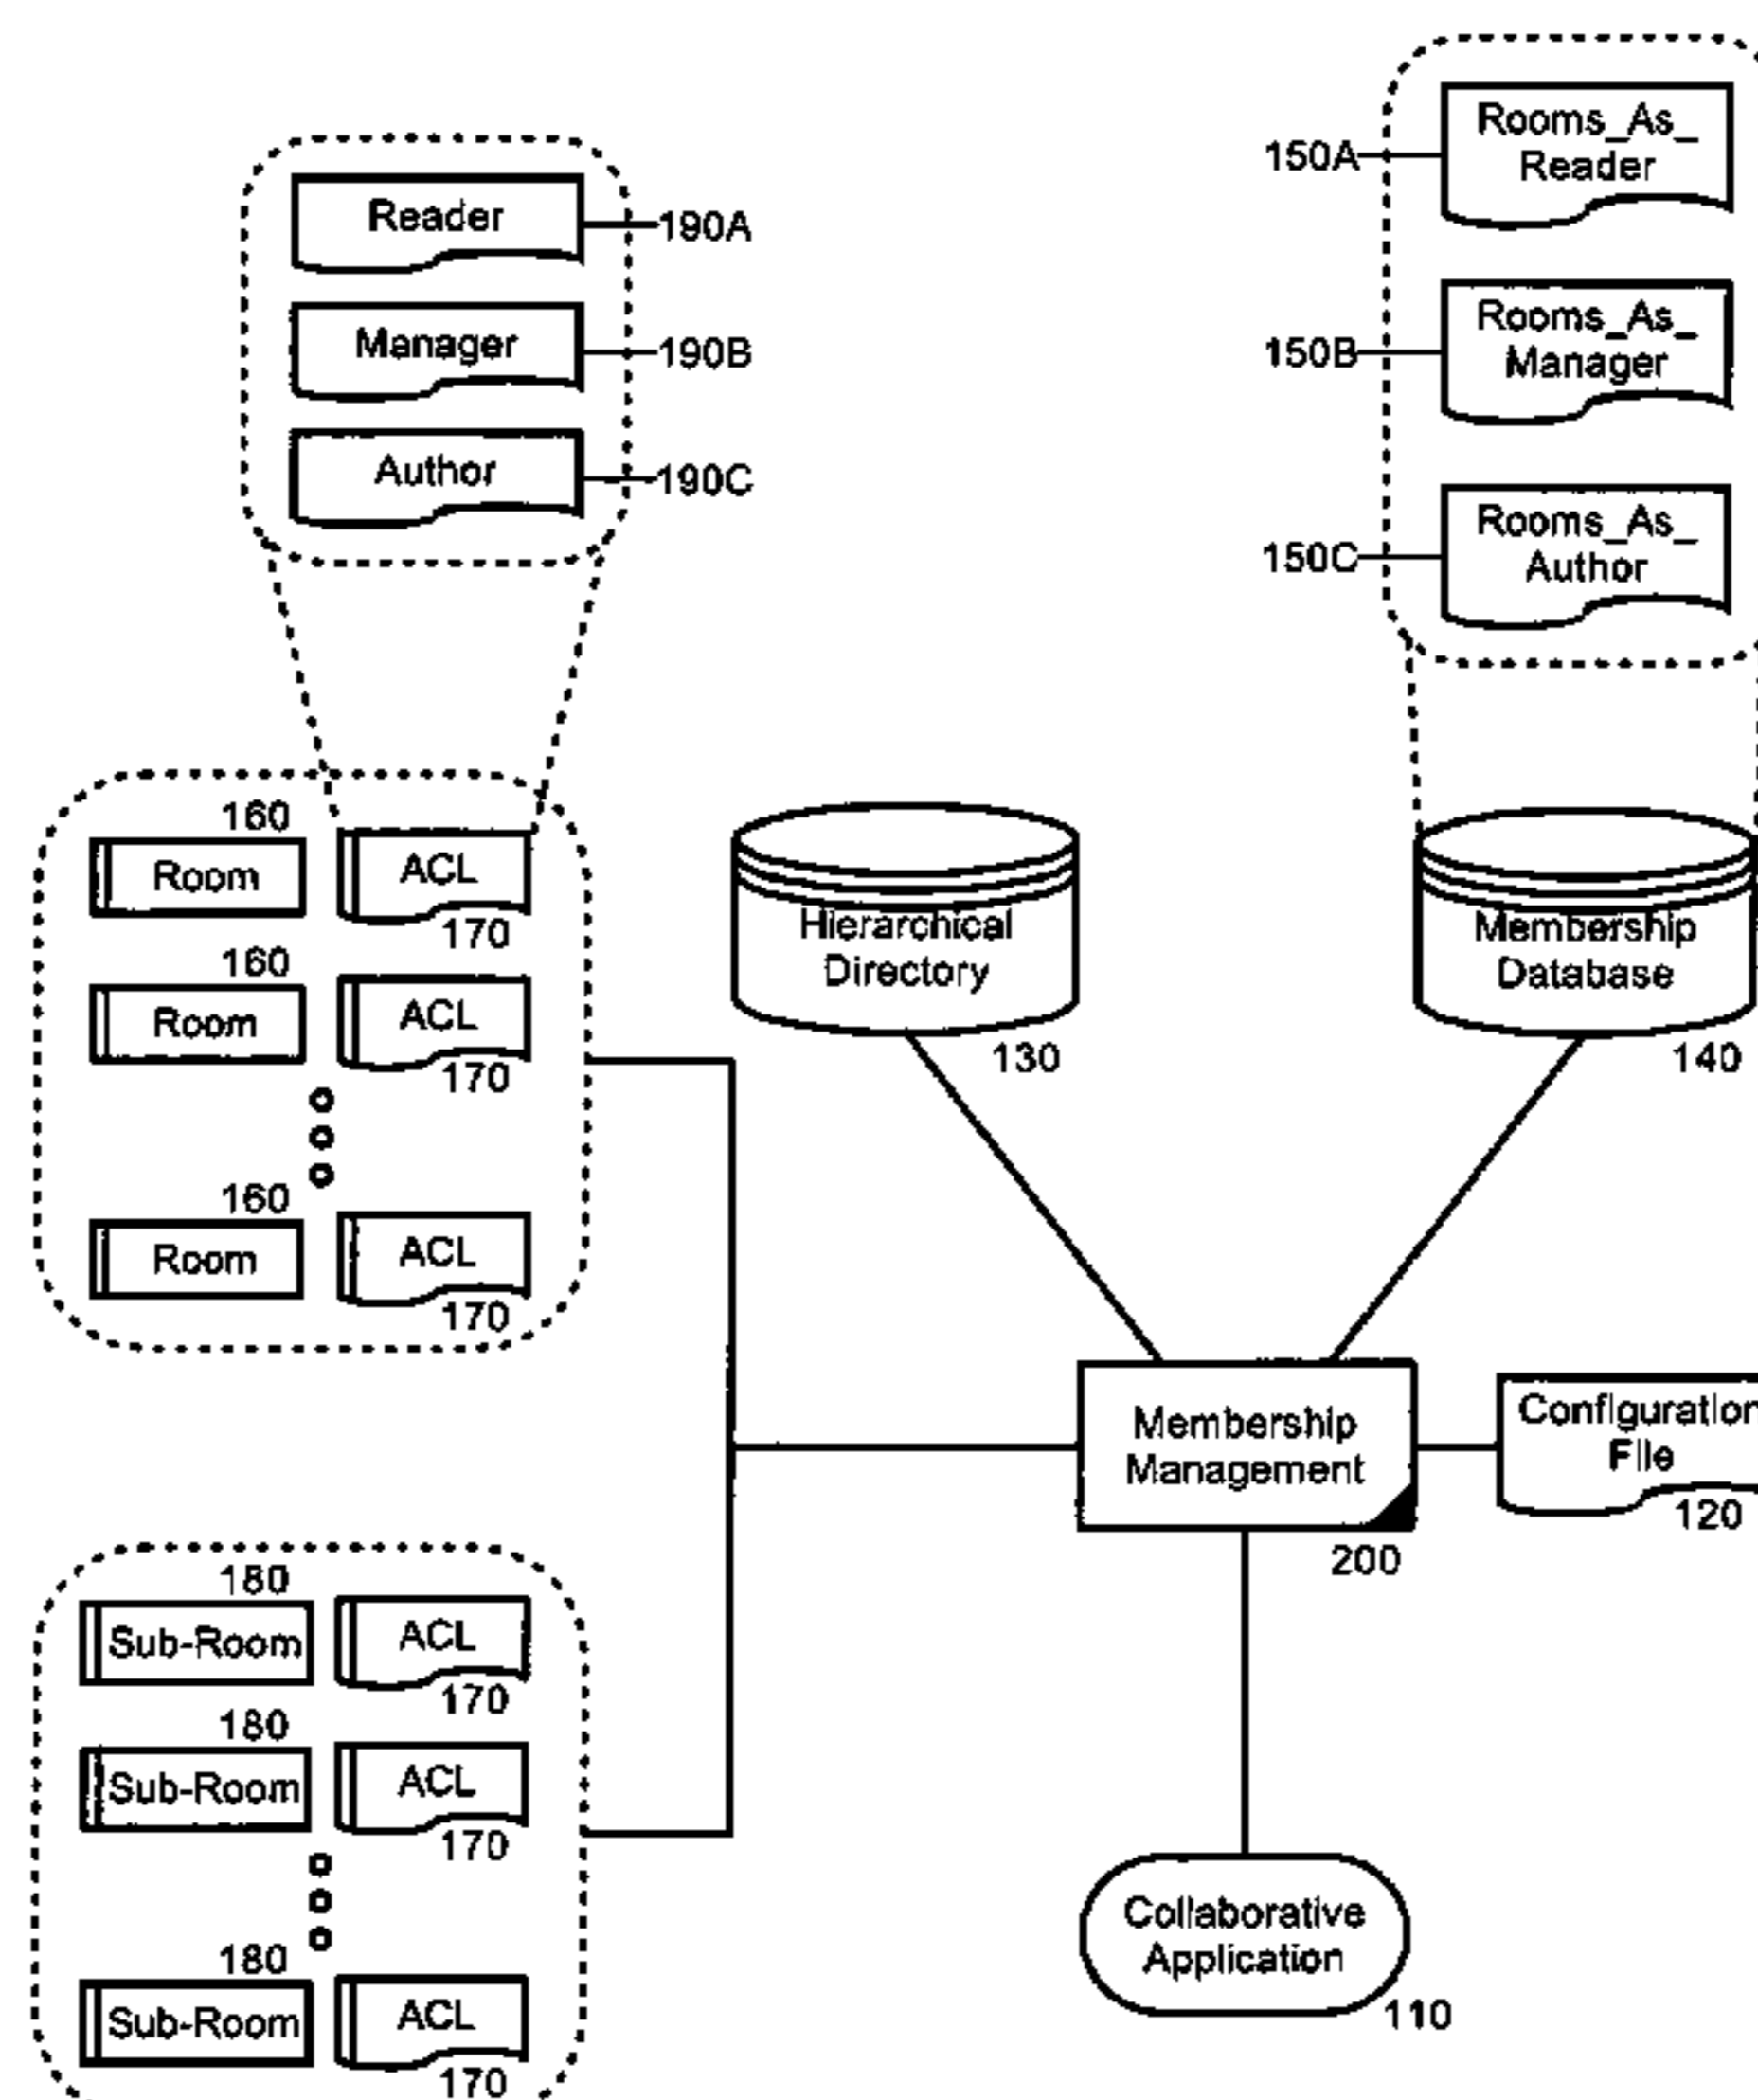 Rooms_As_
Reader
150A
Reader
190A
Manager
190B
Rooms_As_
Manager
150B
Author
190C
Rooms_As_
Author
150C
160
Room
ACL
170
160
Room
ACL
170
160
Room
ACL
170
Hierarchical
Directory
130
Membership
Database
140
Membership
Management
200
Configuration
File
120
180
Sub-Room
ACL
170
180
Sub-Room
ACL
170
180
Sub-Room
ACL
170
Collaborative
Application
110